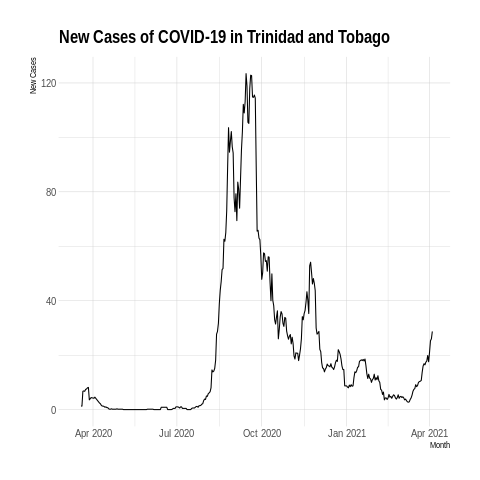 New Cases of COVID-19 in Trinidad and Tobago
New Cases
120
80
40
0
Apr 2020 Jul 2020 Oct 2020 Jan 2021 Apr 2021
Month